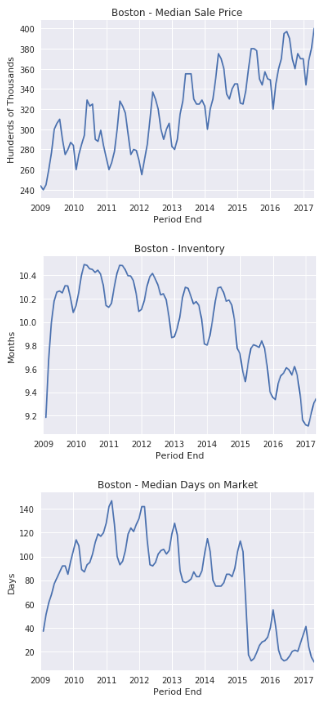 Boston - Median Sale Price
Hunderds of Thousands
400
380
360
340
320
300
280
260
240
2009 2010 2011 2012 2013 2014 2015 2016 2017
Period End
Boston - Inventory
Months
10.4
10.2
10.0
9.8
9.6
9.4
9.2
2009 2010 2011 2012 2013 2014 2015 2016 2017
Period End
Boston - Median Days on Market
Days
140
120
100
80
60
40
20
2009 2010 2011 2012 2013 2014 2015 2016 2017
Period End